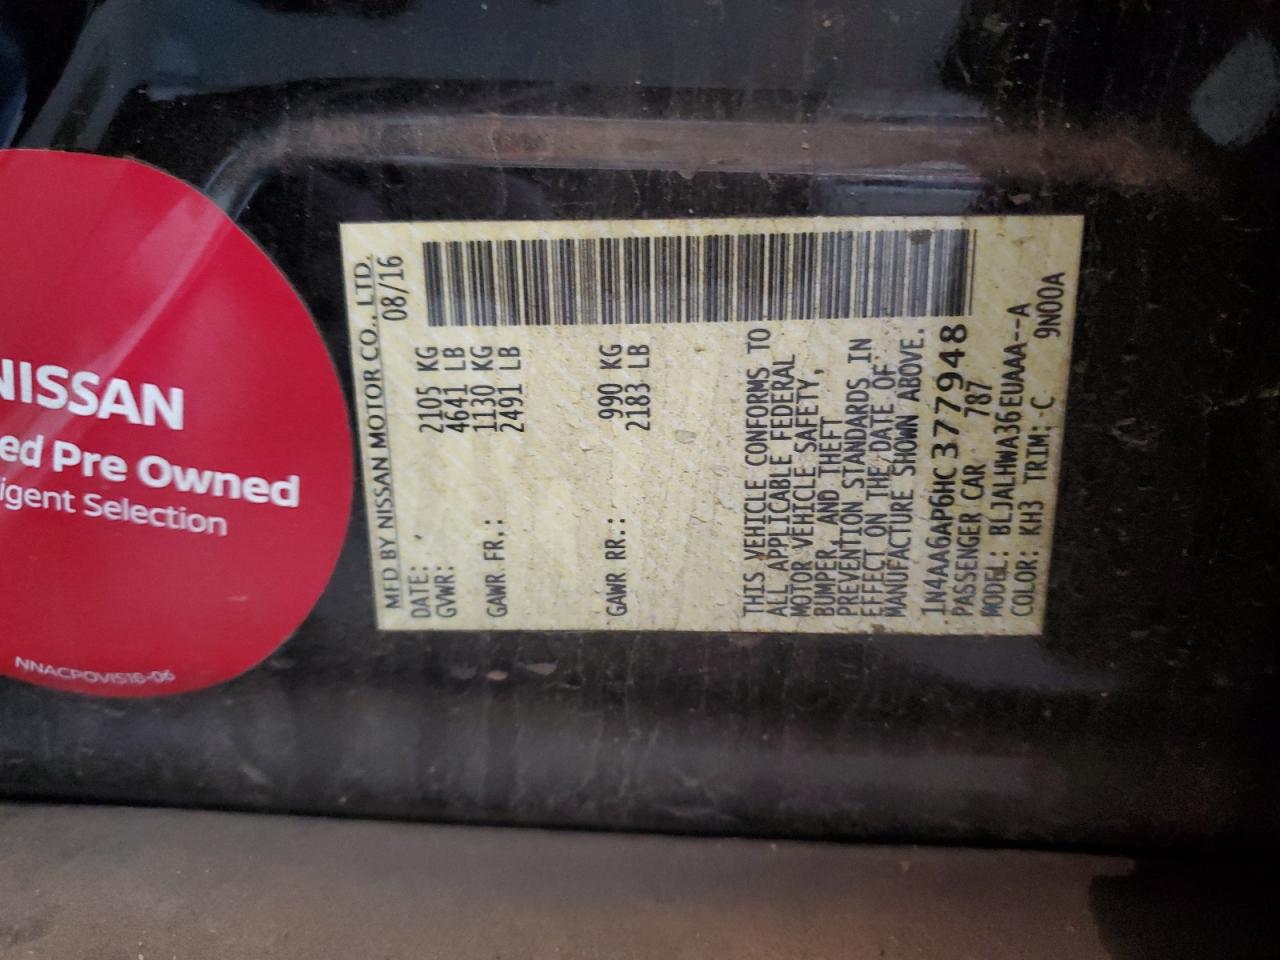 NISSAN
ed Pre Owned
igent Selection
NNACPOVIS16-06
MFD BY NISSAN MOTOR CO., LTD.
DATE: 08/16
GVWR: 2105 KG
4641 LB
GAWR FR.: 1130 KG
2491 LB
GAWR RR.: 990 KG
2183 LB
THIS VEHICLE CONFORMS TO
ALL APPLICABLE FEDERAL
MOTOR VEHICLE SAFETY,
BUMPER, AND THEFT
PREVENTION STANDARDS IN
EFFECT ON THE DATE OF
MANUFACTURE SHOWN ABOVE.
1N4AA6AP6HC377948
PASSENGER CAR 787
MODEL: BLJALHWA36EUAAA--A
COLOR: KH3 TRIM: C 9N00A